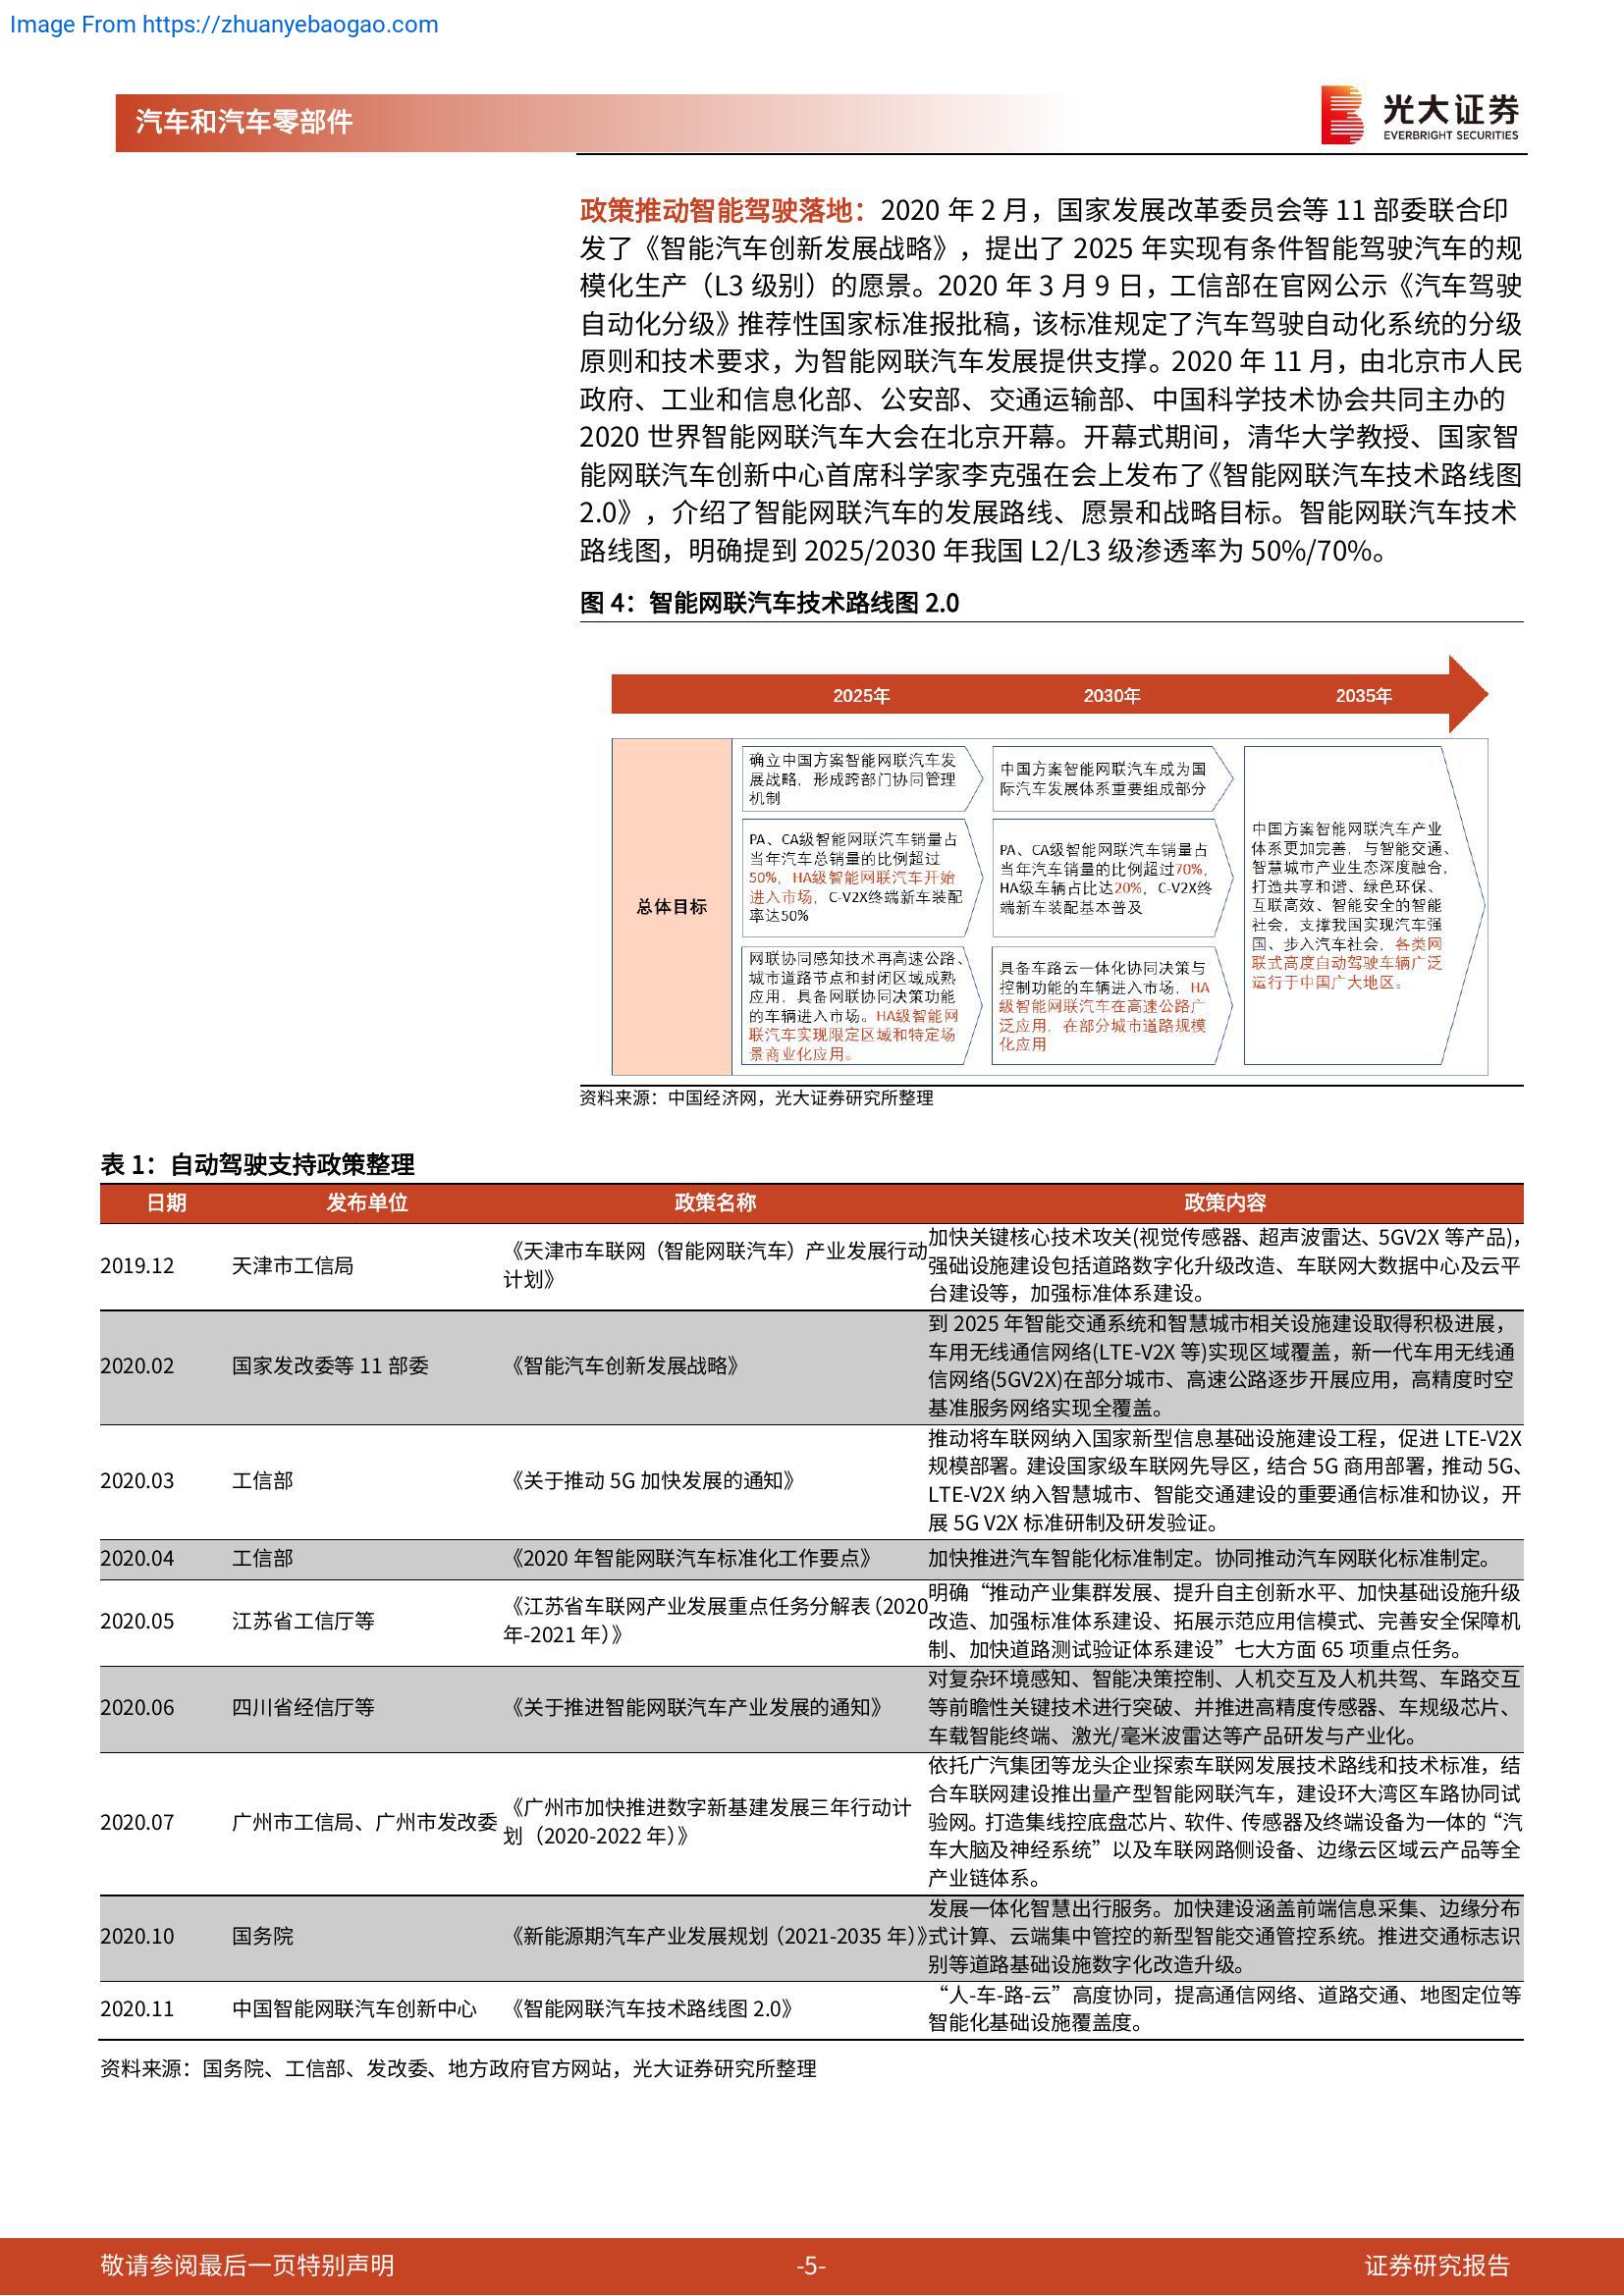 Image From https://zhuanyebaogao.com
汽车和汽车零部件
光大证券
EVERBRIGHT SECURITIES
政策推动智能驾驶落地：2020 年 2 月，国家发展改革委员会等 11 部委联合印
发了《智能汽车创新发展战略》，提出了 2025 年实现有条件智能驾驶汽车的规
模化生产（L3 级别）的愿景。2020 年 3 月 9 日，工信部在官网公示《汽车驾驶
自动化分级》推荐性国家标准报批稿，该标准规定了汽车驾驶自动化系统的分级
原则和技术要求，为智能网联汽车发展提供支撑。2020 年 11 月，由北京市人民
政府、工业和信息化部、公安部、交通运输部、中国科学技术协会共同主办的
2020 世界智能网联汽车大会在北京开幕。开幕式期间，清华大学教授、国家智
能网联汽车创新中心首席科学家李克强在会上发布了《智能网联汽车技术路线图
2.0》，介绍了智能网联汽车的发展路线、愿景和战略目标。智能网联汽车技术
路线图，明确提到 2025/2030 年我国 L2/L3 级渗透率为 50%/70%。
图 4：智能网联汽车技术路线图 2.0
2025年
2030年
2035年
总体目标
确立中国方案智能网联汽车发
展战略，形成跨部门协同管理
机制
PA、CA级智能网联汽车销量占
当年汽车总销量的比例超过
50%，HA级智能网联汽车开始
进入市场，C-V2X终端新车装配
率达50%
网联协同感知技术再高速公路、
城市道路节点和封闭区域成熟
应用，具备网联协同决策功能
的车辆进入市场。HA级智能网
联汽车实现限定区域和特定场
景商业化应用。
中国方案智能网联汽车成为国
际汽车发展体系重要组成部分
PA、CA级智能网联汽车销量占
当年汽车销量的比例超过70%，
HA级车辆占比达20%，C-V2X终
端新车装配基本普及
具备车路云一体化协同决策与
控制功能的车辆进入市场，HA
级智能网联汽车在高速公路广
泛应用，在部分城市道路规模
化应用
中国方案智能网联汽车产业
体系更加完善，与智能交通、
智慧城市产业生态深度融合，
打造共享和谐、绿色环保、
互联高效、智能安全的智能
社会，支撑我国实现汽车强
国、步入汽车社会，各类网
联式高度自动驾驶车辆广泛
运行于中国广大地区。
资料来源：中国经济网，光大证券研究所整理
表 1：自动驾驶支持政策整理
日期 发布单位 政策名称 政策内容
2019.12
天津市工信局
《天津市车联网（智能网联汽车）产业发展行动
计划》
加快关键核心技术攻关(视觉传感器、超声波雷达、5GV2X 等产品)，
强础设施建设包括道路数字化升级改造、车联网大数据中心及云平
台建设等，加强标准体系建设。
2020.02
国家发改委等 11 部委
《智能汽车创新发展战略》
到 2025 年智能交通系统和智慧城市相关设施建设取得积极进展，
车用无线通信网络(LTE-V2X 等)实现区域覆盖，新一代车用无线通
信网络(5GV2X)在部分城市、高速公路逐步开展应用，高精度时空
基准服务网络实现全覆盖。
2020.03
工信部
《关于推动 5G 加快发展的通知》
推动将车联网纳入国家新型信息基础设施建设工程，促进 LTE-V2X
规模部署。建设国家级车联网先导区，结合 5G 商用部署，推动 5G、
LTE-V2X 纳入智慧城市、智能交通建设的重要通信标准和协议，开
展 5G V2X 标准研制及研发验证。
2020.04
工信部
《2020 年智能网联汽车标准化工作要点》
加快推进汽车智能化标准制定。协同推动汽车网联化标准制定。
2020.05
江苏省工信厅等
《江苏省车联网产业发展重点任务分解表（2020
年-2021 年）》
明确“推动产业集群发展、提升自主创新水平、加快基础设施升级
改造、加强标准体系建设、拓展示范应用信模式、完善安全保障机
制、加快道路测试验证体系建设”七大方面 65 项重点任务。
2020.06
四川省经信厅等
《关于推进智能网联汽车产业发展的通知》
对复杂环境感知、智能决策控制、人机交互及人机共驾、车路交互
等前瞻性关键技术进行突破、并推进高精度传感器、车规级芯片、
车载智能终端、激光/毫米波雷达等产品研发与产业化。
2020.07
广州市工信局、广州市发改委
《广州市加快推进数字新基建发展三年行动计
划（2020-2022 年）》
依托广汽集团等龙头企业探索车联网发展技术路线和技术标准，结
合车联网建设推出量产型智能网联汽车，建设环大湾区车路协同试
验网。打造集线控底盘芯片、软件、传感器及终端设备为一体的“汽
车大脑及神经系统”以及车联网路侧设备、边缘云区域云产品等全
产业链体系。
2020.10
国务院
《新能源期汽车产业发展规划（2021-2035 年）》
发展一体化智慧出行服务。加快建设涵盖前端信息采集、边缘分布
式计算、云端集中管控的新型智能交通管控系统。推进交通标志识
别等道路基础设施数字化改造升级。
2020.11
中国智能网联汽车创新中心
《智能网联汽车技术路线图 2.0》
“人-车-路-云”高度协同，提高通信网络、道路交通、地图定位等
智能化基础设施覆盖度。
资料来源：国务院、工信部、发改委、地方政府官方网站，光大证券研究所整理
敬请参阅最后一页特别声明
-5-
证券研究报告